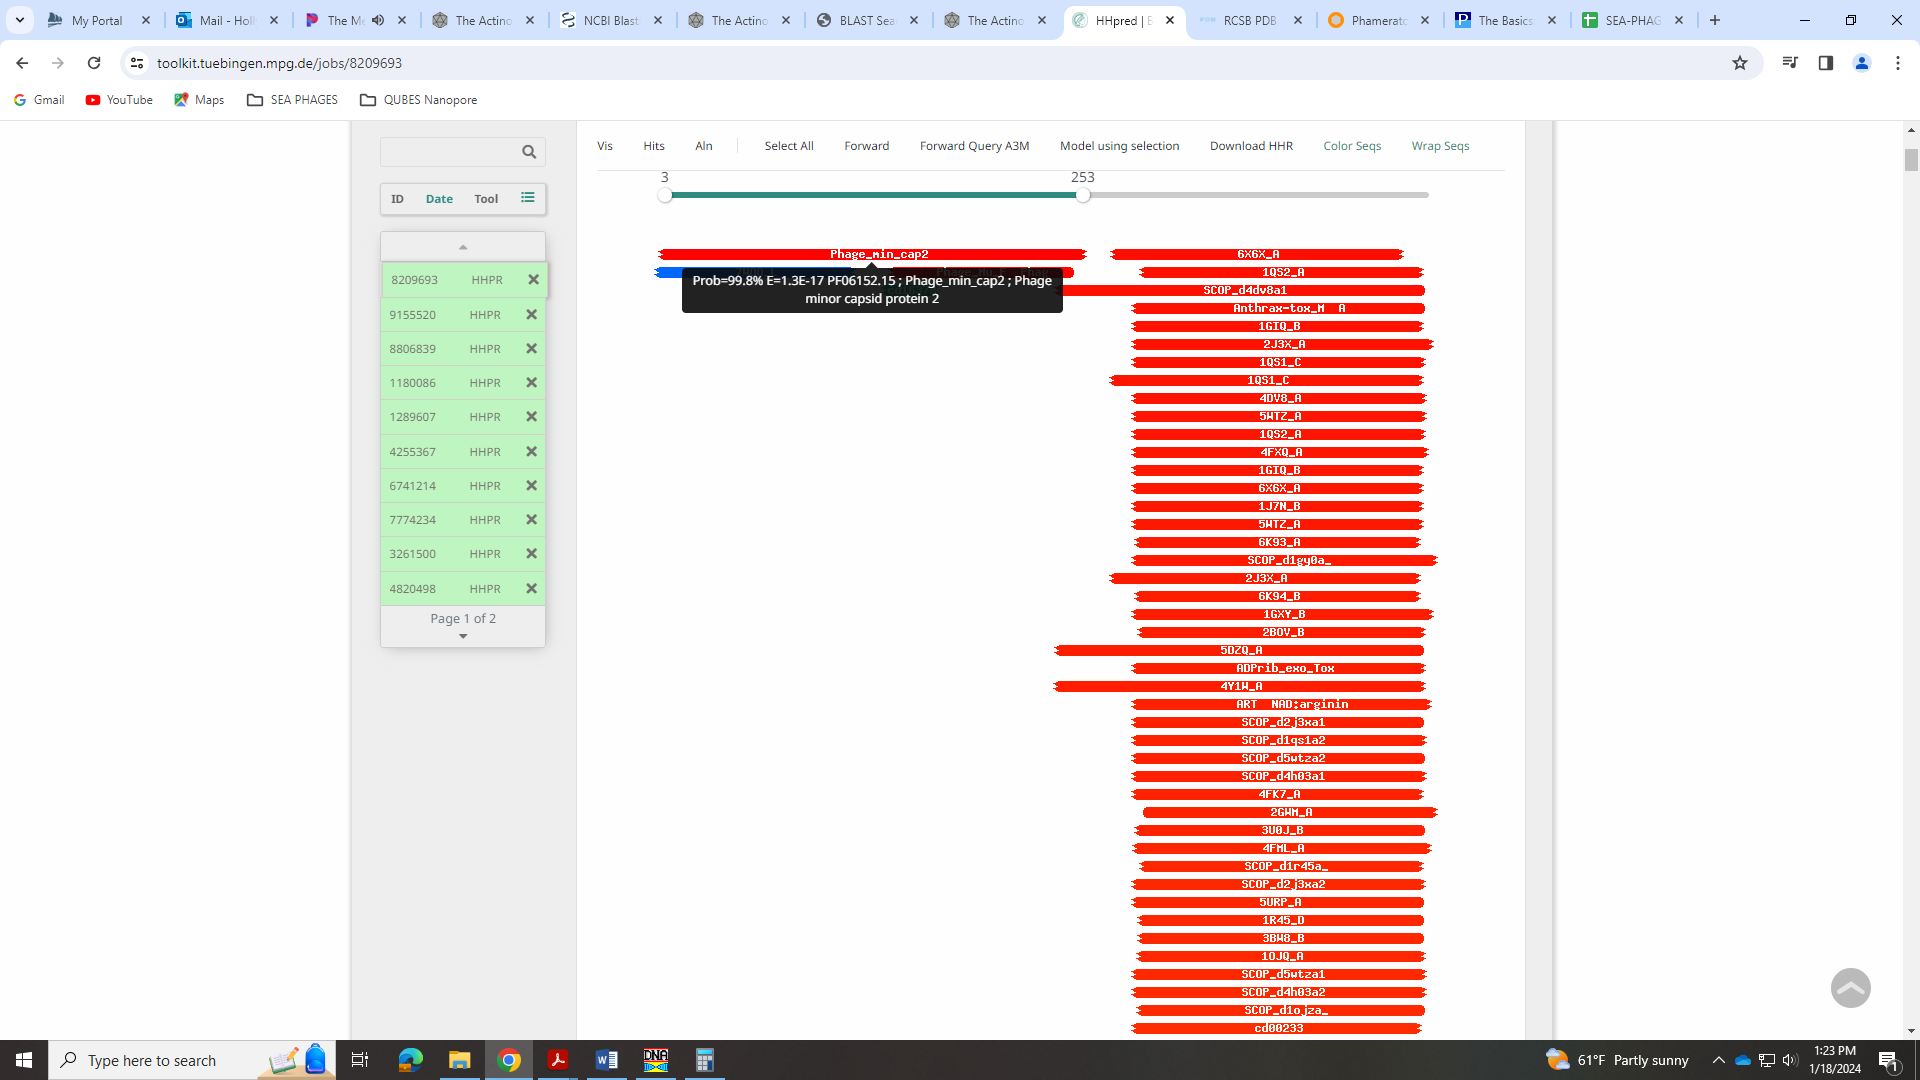 My Portal
Mail - Holl
The Me
The Actino
NCBI Blast
The Actino
BLAST Sea
The Actino
HHpred | B
RCSB PDB
Phamerato
The Basics
SEA-PHAG
toolkit.tuebingen.mpg.de/jobs/8209693
Gmail
YouTube
Maps
SEA PHAGES
QUBES Nanopore
Vis
Hits
Aln
Select All
Forward
Forward Query A3M
Model using selection
Download HHR
Color Seqs
Wrap Seqs
3
253
ID
Date
Tool
8209693 HHPR
9155520 HHPR
8806839 HHPR
1180086 HHPR
1289607 HHPR
4255367 HHPR
6741214 HHPR
7774234 HHPR
3261500 HHPR
4820498 HHPR
Page 1 of 2
Phage_min_cap2
Prob=99.8% E=1.3E-17 PF06152.15 ; Phage_min_cap2 ; Phage
minor capsid protein 2
6X6X_A
1QS2_A
SCOP_d4dv8a1
Anthrax-tox_M A
1GIQ_B
2J3X_A
1QS1_C
1QS1_C
4DV8_A
5WTZ_A
1QS2_A
4FXQ_A
1GIQ_B
6X6X_A
1J7N_B
5WTZ_A
6K93_A
SCOP_d1gy0a_
2J3X_A
6K94_B
1GXY_B
2BOV_B
5DZQ_A
ADPrib_exo_Tox
4Y1W_A
ART NAD:arginin
SCOP_d2j3xa1
SCOP_d1qs1a2
SCOP_d5wtza2
SCOP_d4h03a1
4FK7_A
2GWM_A
3U0J_B
4FML_A
SCOP_d1r45a_
SCOP_d2j3xa2
5URP_A
1R45_D
3BW8_B
1OJQ_A
SCOP_d5wtza1
SCOP_d4h03a2
SCOP_d1ojza_
cd00233
Type here to search
61°F Partly sunny
1:23 PM
1/18/2024
1